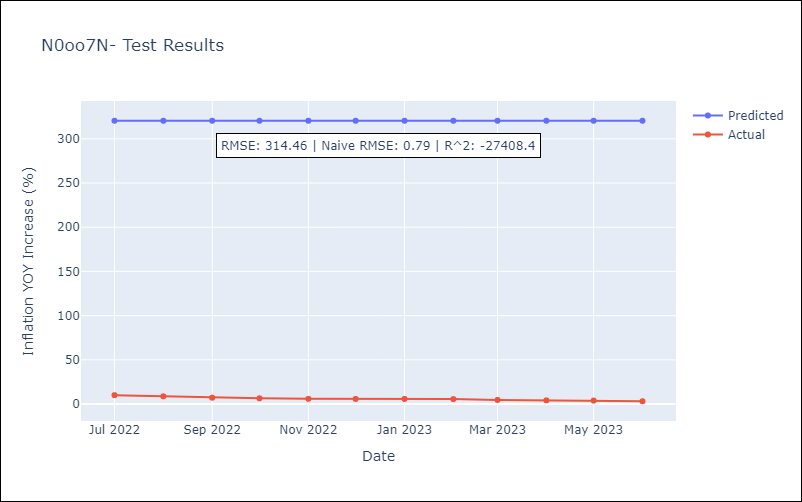 N0oo7N- Test Results
Predicted
Actual
RMSE: 314.46 | Naive RMSE: 0.79 | R^2: -27408.4
Inflation YOY Increase (%)
300
250
200
150
100
50
0
Jul 2022 Sep 2022 Nov 2022 Jan 2023 Mar 2023 May 2023
Date